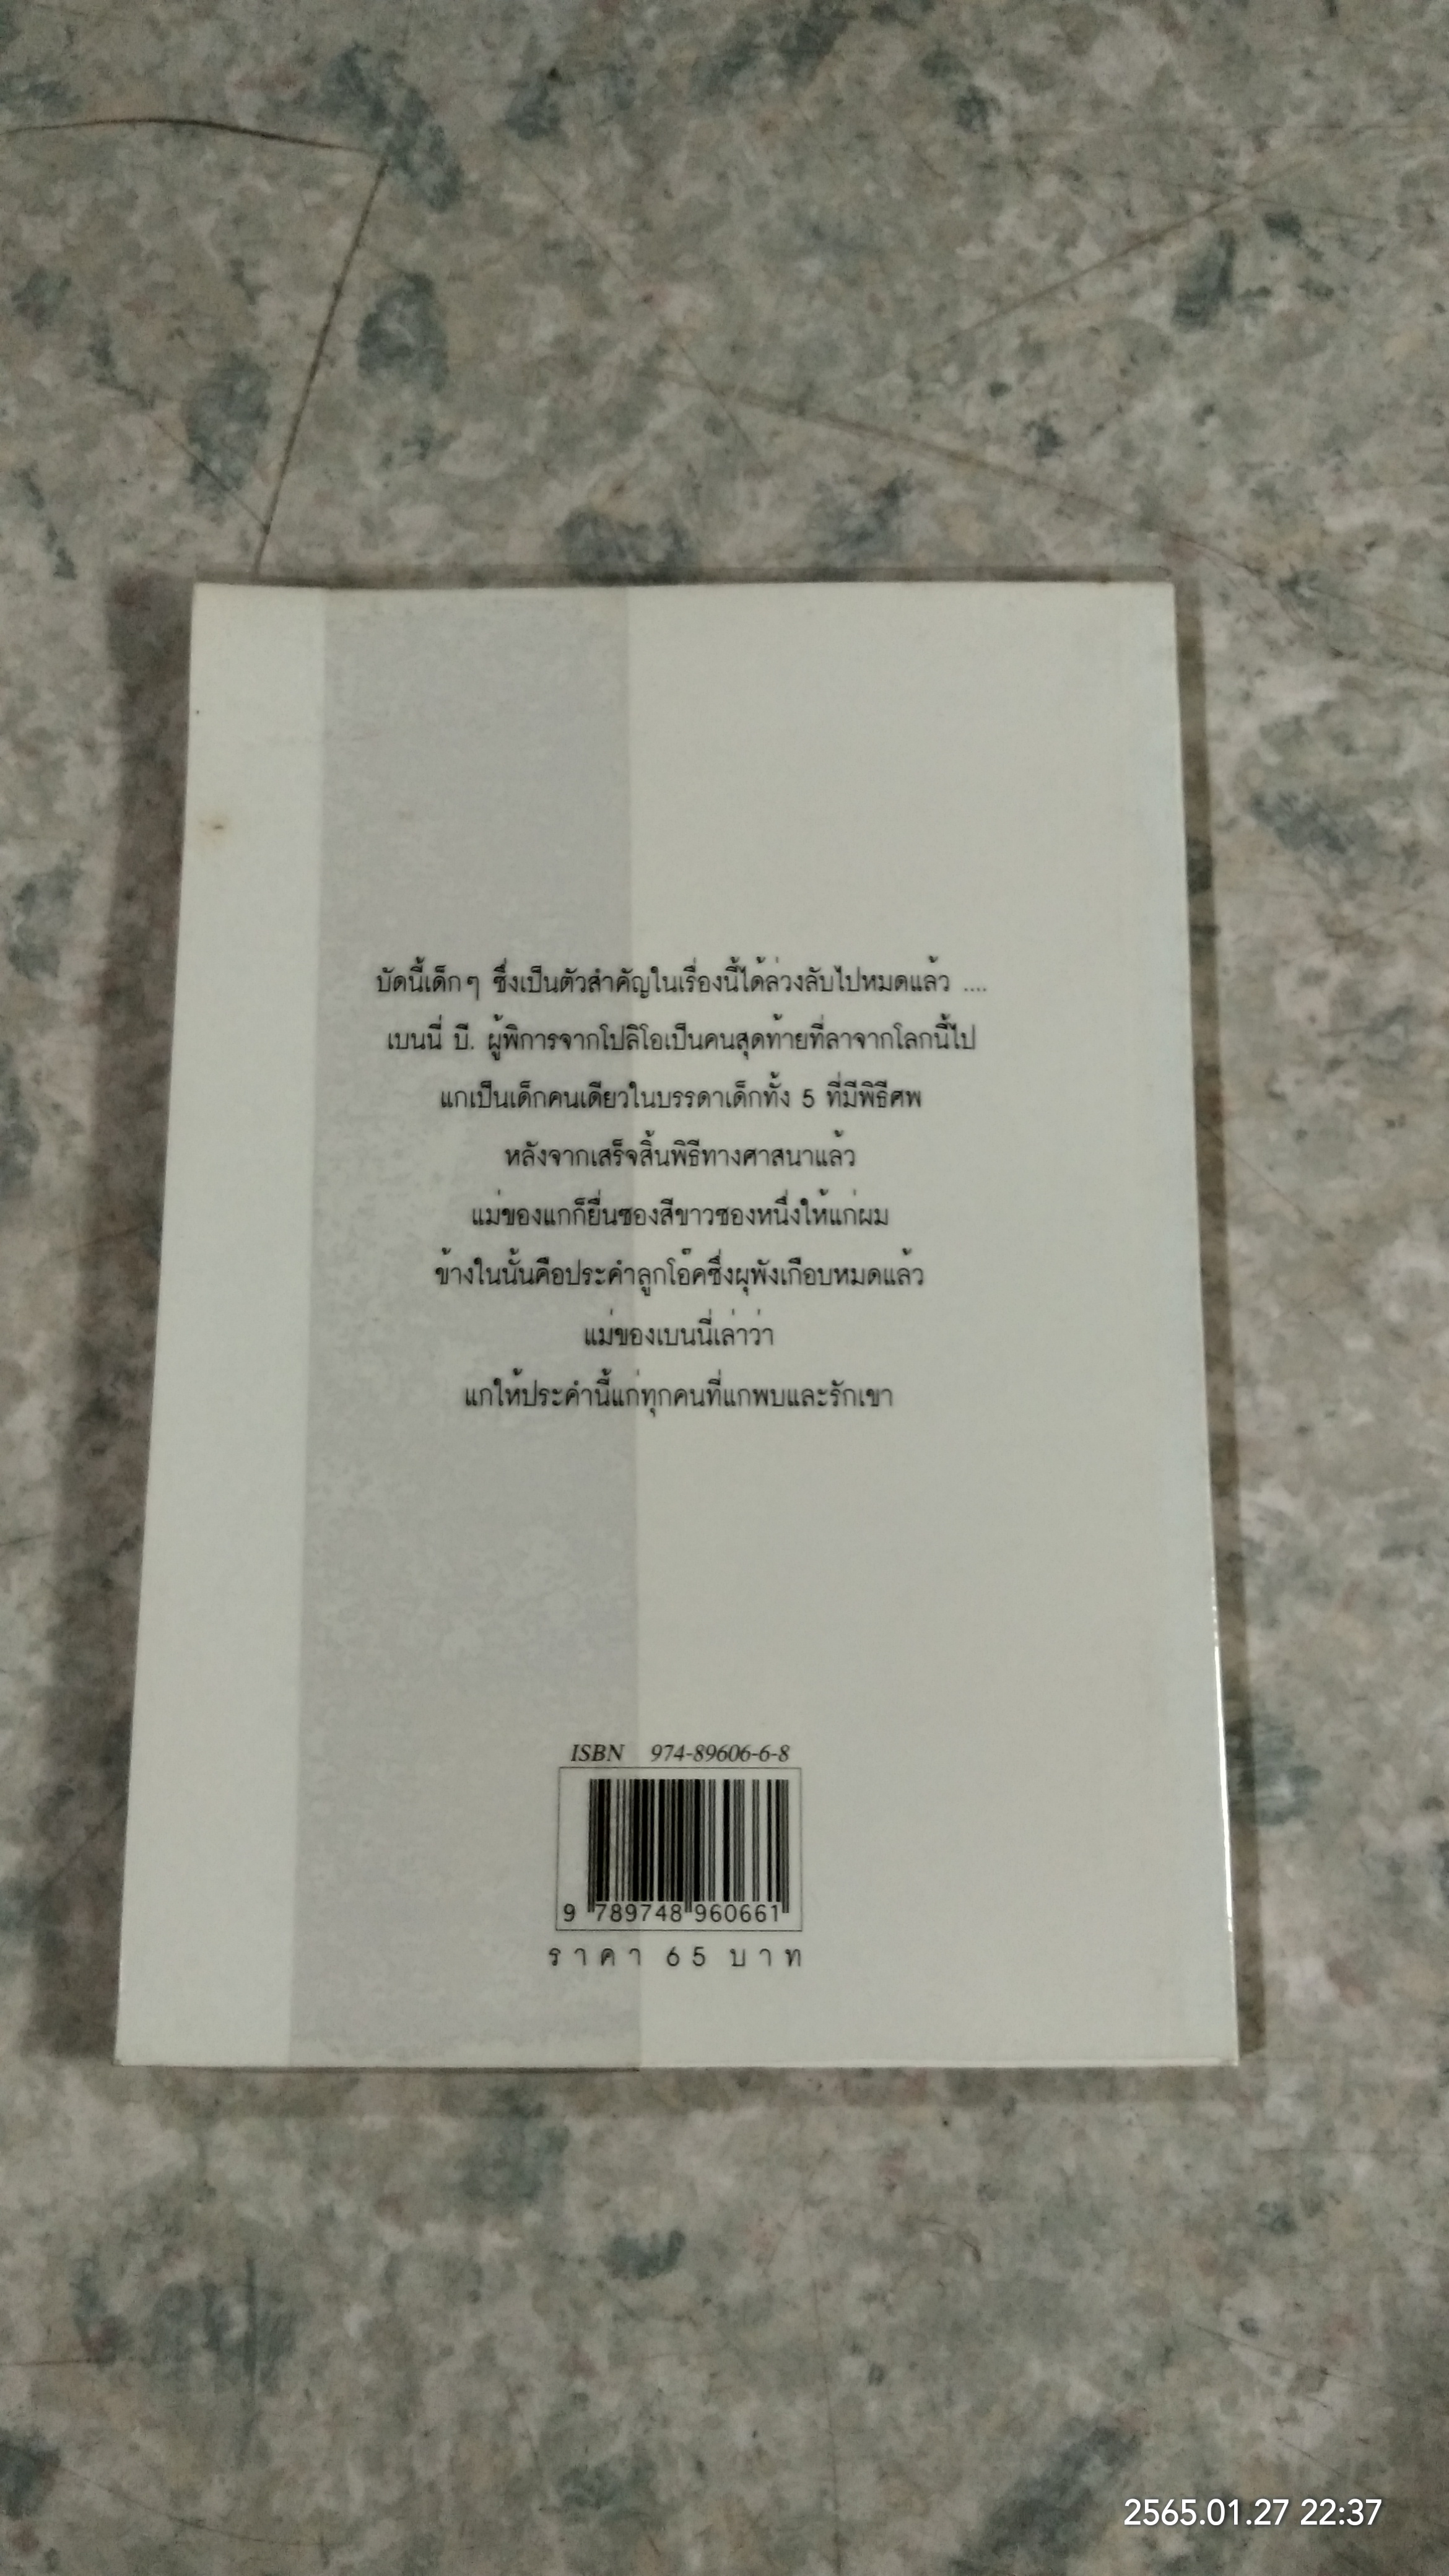 บัดนี้เด็กๆ ซึ่งเป็นตัวสำคัญในเรื่องนี้ได้ล่วงลับไปหมดแล้ว ....
เบนนี่ บี. ผู้พิการจากโปลิโอเป็นคนสุดท้ายที่ลาจากโลกนี้ไป
แกเป็นเด็กคนเดียวในบรรดาเด็กทั้ง 5 ที่มีพิธีศพ
หลังจากเสร็จสิ้นพิธีทางศาสนาแล้ว
แม่ของแกก็ยื่นซองสีขาวซองหนึ่งให้แก่ผม
ข้างในนั้นคือประคำลูกโอ๊คซึ่งผุพังเกือบหมดแล้ว
แม่ของเบนนี่เล่าว่า
แกให้ประคำนี้แก่ทุกคนที่แกพบและรักเขา
ISBN 974-89606-6-8
9 789748 960661
ราคา 65 บาท
2565.01.27 22:37